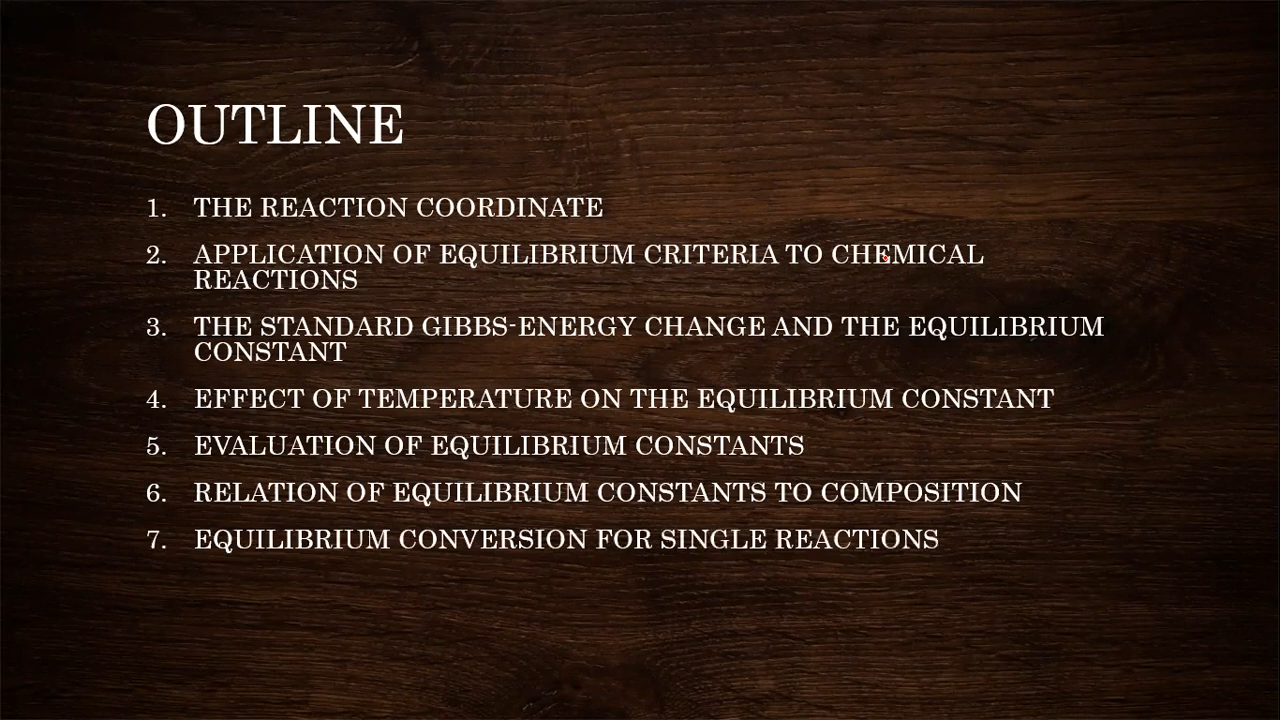 OUTLINE
1. THE REACTION COORDINATE
2. APPLICATION OF EQUILIBRIUM CRITERIA TO CHEMICAL
REACTIONS
3. THE STANDARD GIBBS-ENERGY CHANGE AND THE EQUILIBRIUM
CONSTANT
4. EFFECT OF TEMPERATURE ON THE EQUILIBRIUM CONSTANT
5. EVALUATION OF EQUILIBRIUM CONSTANTS
6. RELATION OF EQUILIBRIUM CONSTANTS TO COMPOSITION
7. EQUILIBRIUM CONVERSION FOR SINGLE REACTIONS